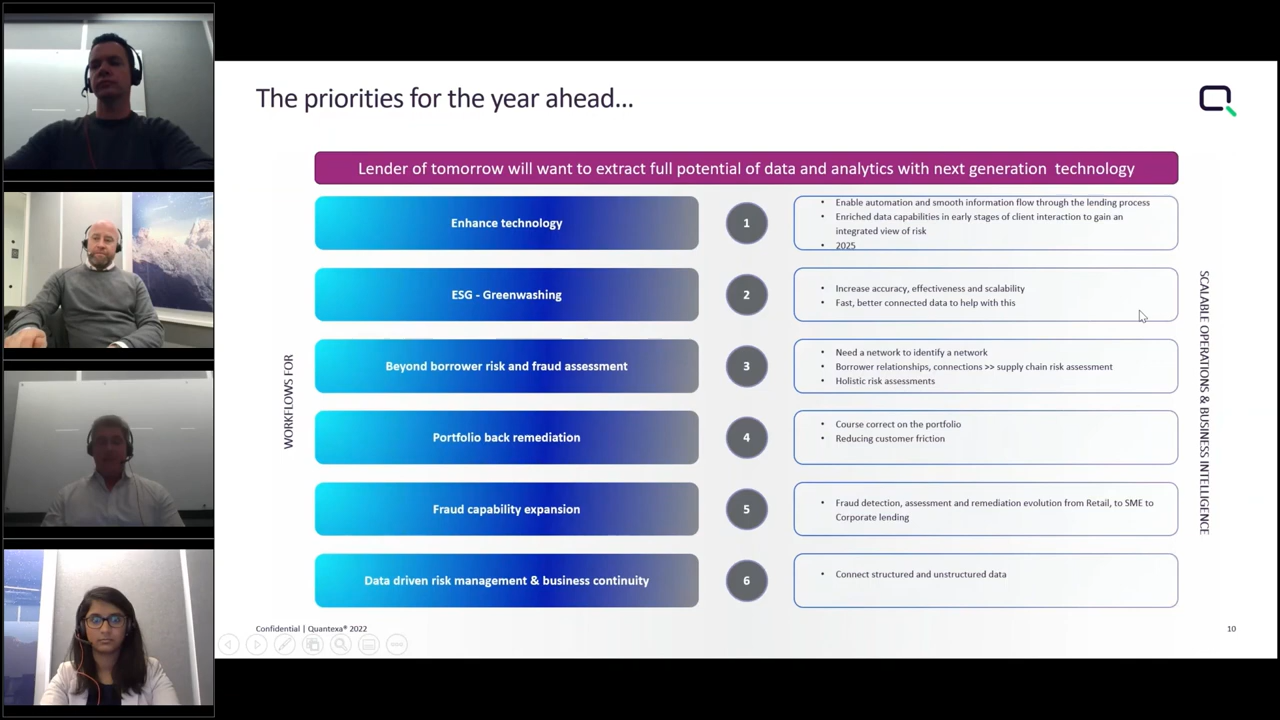 The priorities for the year ahead...
Lender of tomorrow will want to extract full potential of data and analytics with next generation technology
WORKFLOWS FOR
Enhance technology
1
• Enable automation and smooth information flow through the lending process
• Enriched data capabilities in early stages of client interaction to gain an
integrated view of risk
• 2025
ESG - Greenwashing
2
• Increase accuracy, effectiveness and scalability
• Fast, better connected data to help with this
Beyond borrower risk and fraud assessment
3
• Need a network to identify a network
• Borrower relationships, connections >> supply chain risk assessment
• Holistic risk assessments
Portfolio back remediation
4
• Course correct on the portfolio
• Reducing customer friction
Fraud capability expansion
5
• Fraud detection, assessment and remediation evolution from Retail, to SME to
Corporate lending
Data driven risk management & business continuity
6
• Connect structured and unstructured data
SCALABLE OPERATIONS & BUSINESS INTELLIGENCE
Confidential | Quantexa® 2022
10